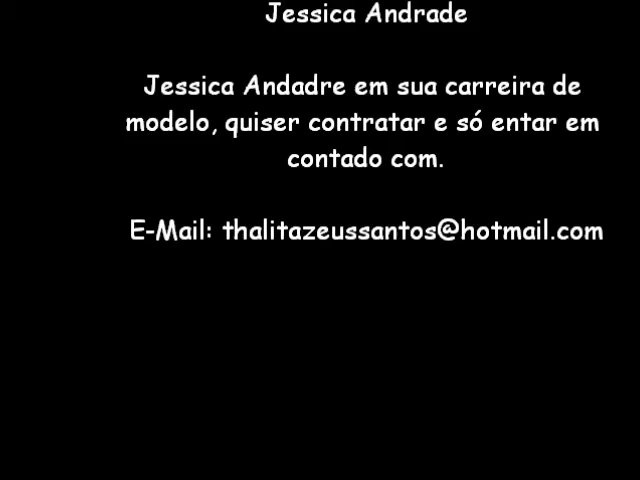 Jessica Andrade
Jessica Andadre em sua carreira de
modelo, quiser contratar e só entar em
contado com.
E-Mail: thalitazeussantos@hotmail.com